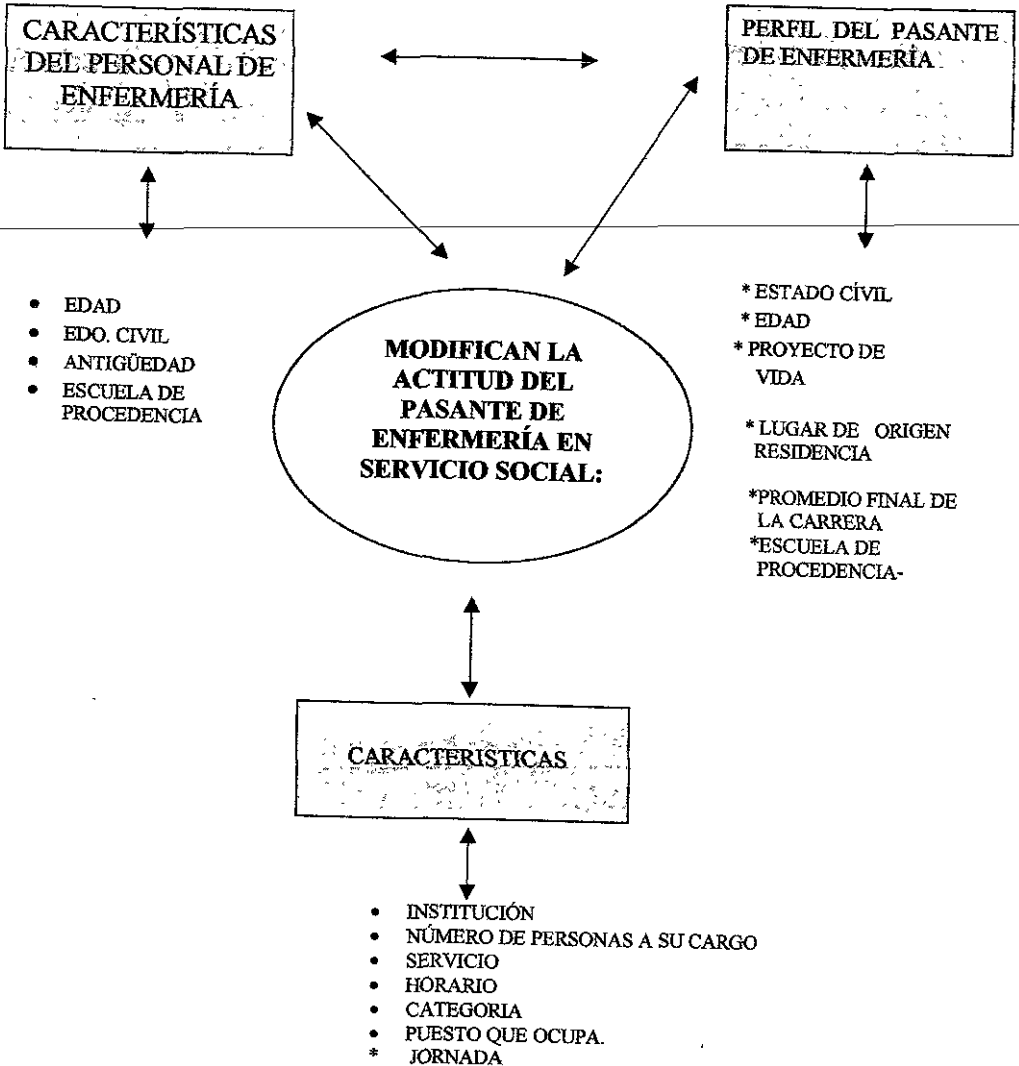 CARACTERÍSTICAS
DEL PERSONAL DE
ENFERMERÍA
PERFIL DEL PASANTE
DE ENFERMERÍA
• EDAD
• EDO. CIVIL
• ANTIGÜEDAD
• ESCUELA DE
PROCEDENCIA
MODIFICAN LA
ACTITUD DEL
PASANTE DE
ENFERMERÍA EN
SERVICIO SOCIAL:
* ESTADO CÍVIL
* EDAD
* PROYECTO DE
VIDA
* LUGAR DE ORIGEN
RESIDENCIA
*PROMEDIO FINAL DE
LA CARRERA
*ESCUELA DE
PROCEDENCIA-
CARACTERISTICAS
• INSTITUCIÓN
• NÚMERO DE PERSONAS A SU CARGO
• SERVICIO
• HORARIO
• CATEGORIA
• PUESTO QUE OCUPA.
* JORNADA